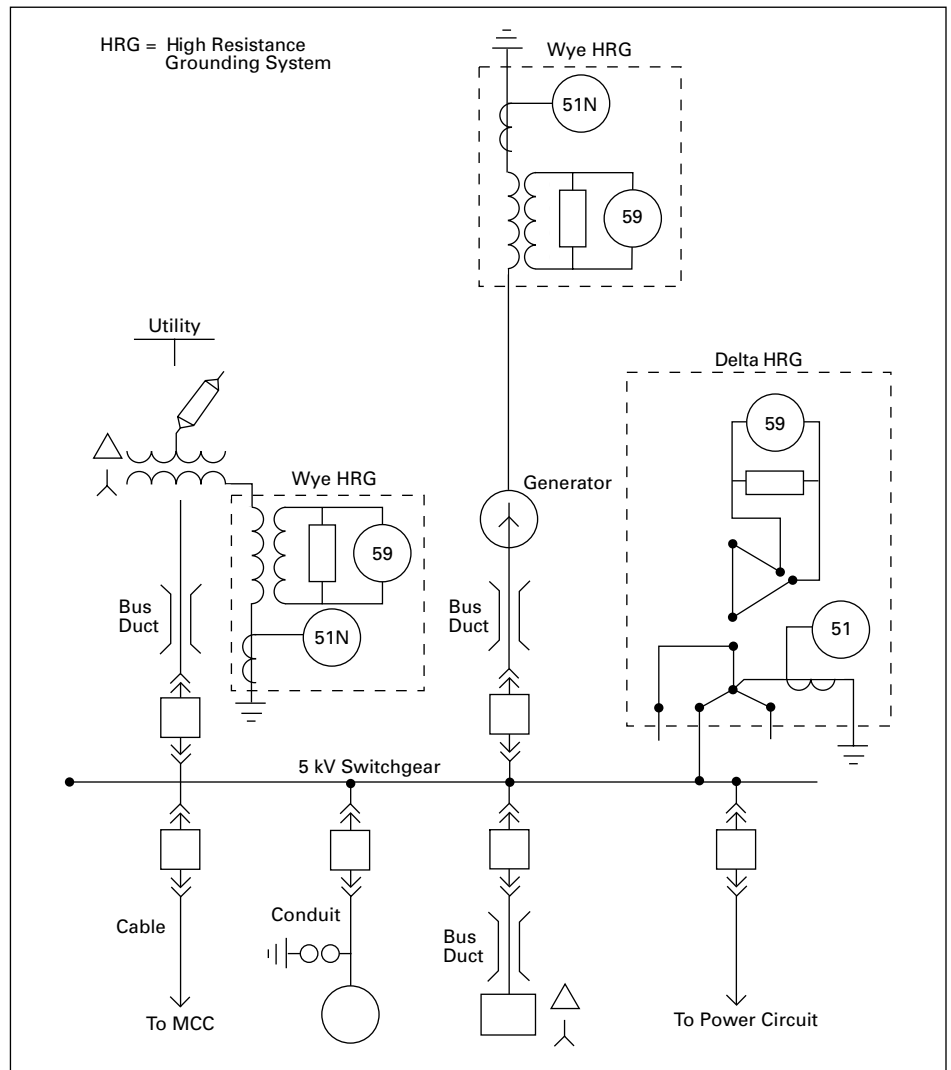 HRG = High Resistance
Grounding System
Wye HRG
51N
59
Utility
Delta HRG
59
Wye HRG
Generator
59
51N
51
Bus
Duct
Bus
Duct
5 kV Switchgear
Cable
Conduit
Bus
Duct
To MCC
To Power Circuit